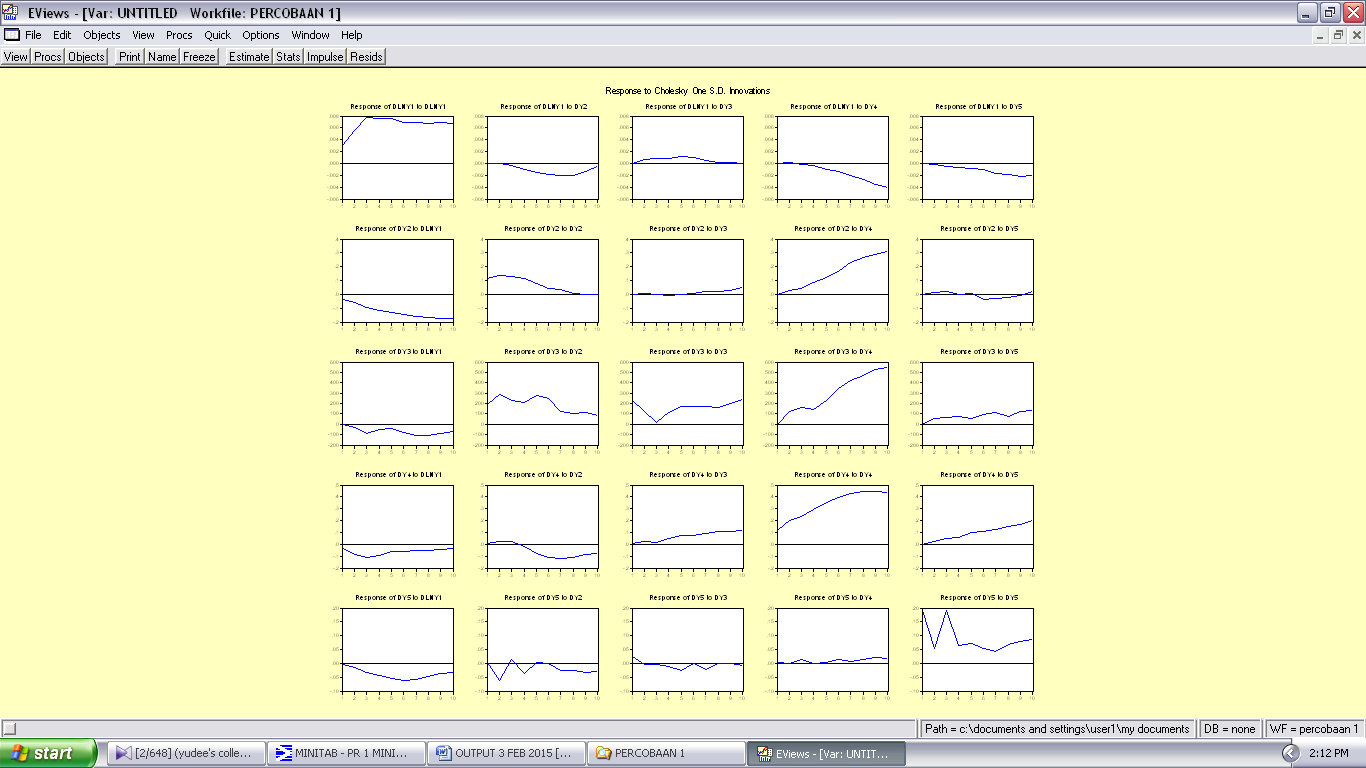 EViews - [Var: UNTITLED   Workfile: PERCOBAAN 1]
File Edit Objects View Procs Quick Options Window Help
View Procs Objects Print Name Freeze Estimate Stats Impulse Resids
Response to Cholesky One S.D. Innovations
Response of DLNY1 to DLNY1
Response of DLNY1 to DY2
Response of DLNY1 to DY3
Response of DLNY1 to DY4
Response of DLNY1 to DY5
Response of DY2 to DLNY1
Response of DY2 to DY2
Response of DY2 to DY3
Response of DY2 to DY4
Response of DY2 to DY5
Response of DY3 to DLNY1
Response of DY3 to DY2
Response of DY3 to DY3
Response of DY3 to DY4
Response of DY3 to DY5
Response of DY4 to DLNY1
Response of DY4 to DY2
Response of DY4 to DY3
Response of DY4 to DY4
Response of DY4 to DY5
Response of DY5 to DLNY1
Response of DY5 to DY2
Response of DY5 to DY3
Response of DY5 to DY4
Response of DY5 to DY5
Path = c:\documents and settings\user1\my documents DB = none WF = percobaan 1
start [2/648] (yudee's colle... MINITAB - PR 1 MINI... OUTPUT 3 FEB 2015 [... PERCOBAAN 1 EViews - [Var: UNTIT... 2:12 PM